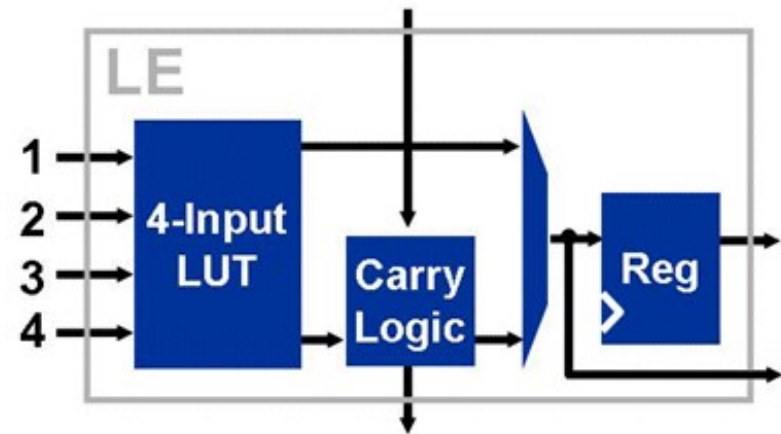 LE
1
2
3
4
4-Input
LUT
Carry
Logic
Reg